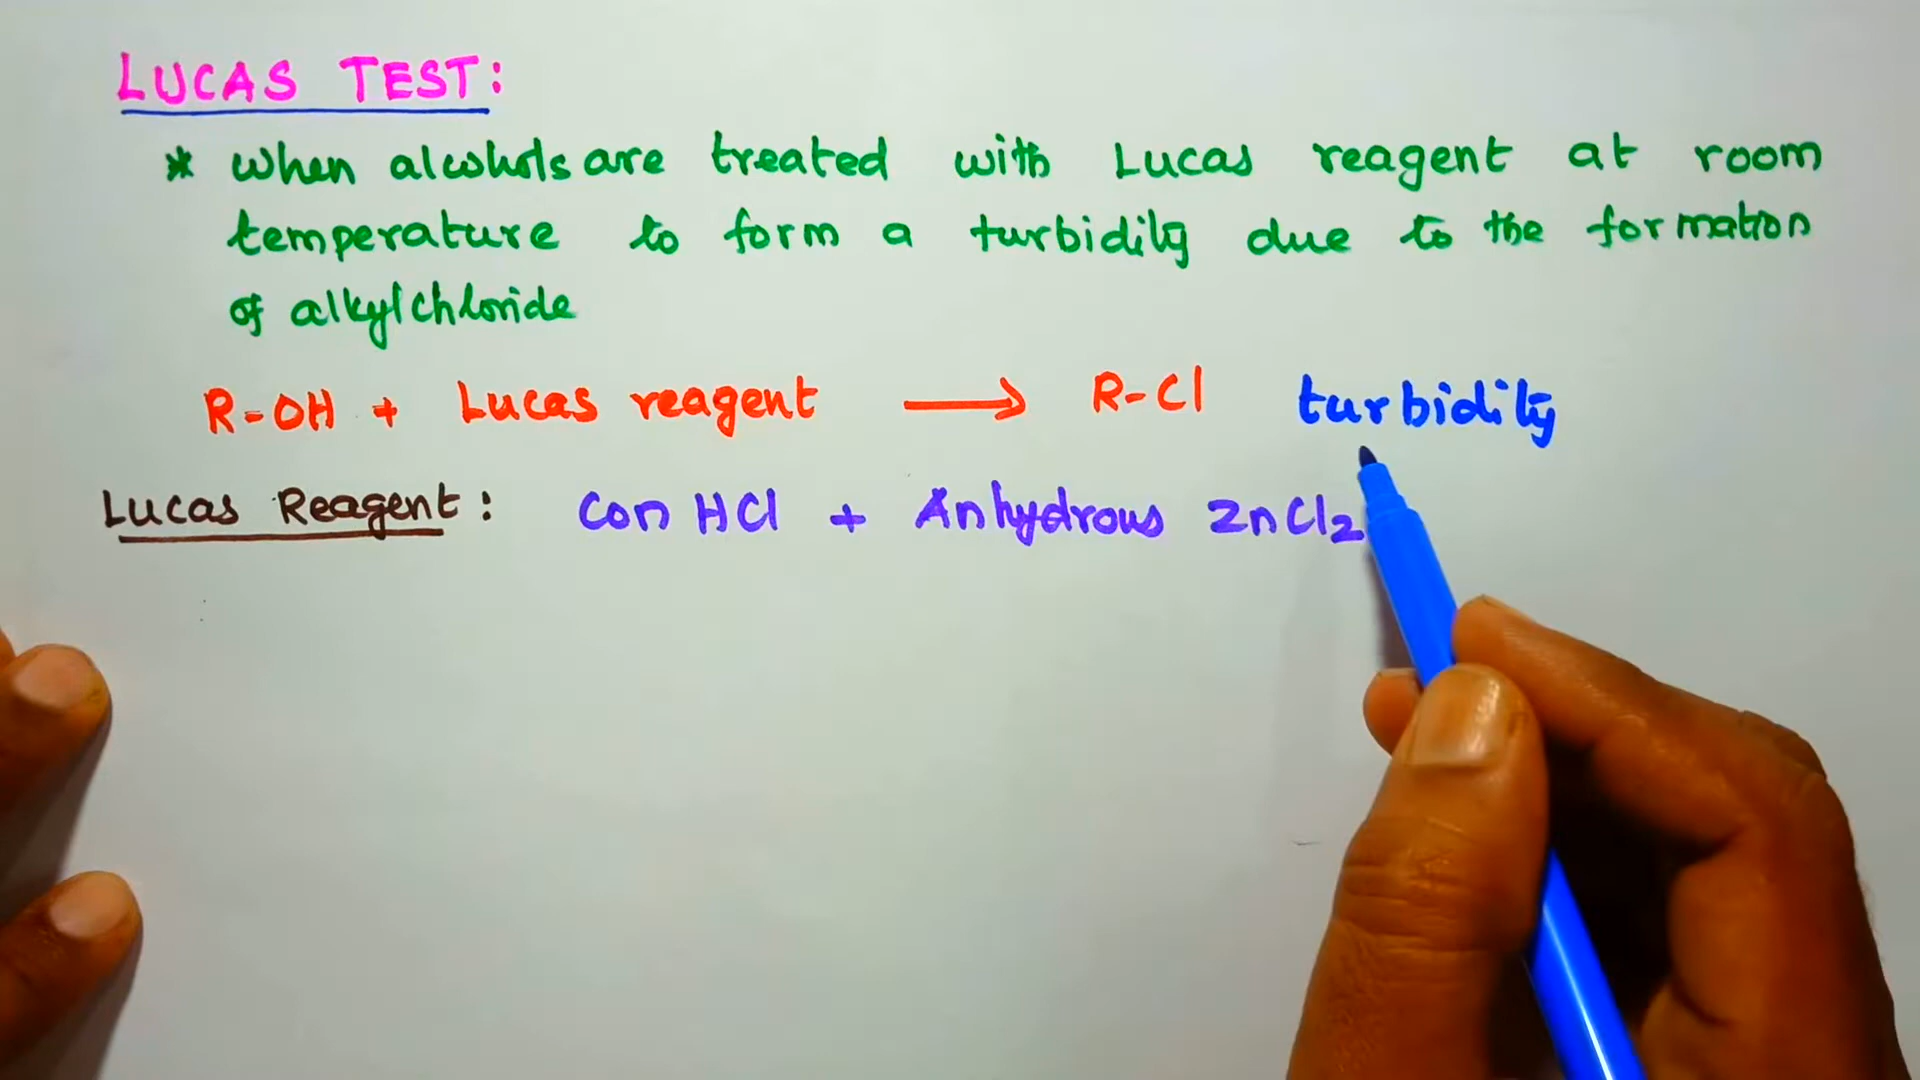 LUCAS TEST:
* when alcohols are treated with Lucas reagent at room
temperature to form a turbidity due to the formation
of alkylchloride
R-OH + Lucas reagent ⟶ R-Cl turbidity
Lucas Reagent: Con HCl + Anhydrous ZnCl2